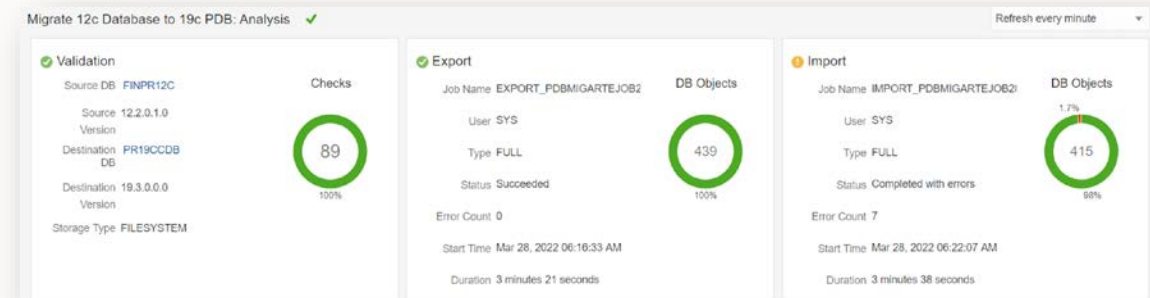 Migrate 12c Database to 19c PDB: Analysis
Refresh every minute
Validation
Checks
Source DB FINPR12C
Source Version 12.2.0.1.0
Destination DB PR19CCDB
Destination Version 19.3.0.0.0
Storage Type FILESYSTEM
89
100%
Export
DB Objects
Job Name EXPORT_PDBMIGARTEJOB2
User SYS
Type FULL
Status Succeeded
Error Count 0
Start Time Mar 28, 2022 06:16:33 AM
Duration 3 minutes 21 seconds
439
100%
Import
DB Objects
Job Name IMPORT_PDBMIGARTEJOB2
User SYS
Type FULL
Status Completed with errors
Error Count 7
Start Time Mar 28, 2022 06:22:07 AM
Duration 3 minutes 38 seconds
1.7%
415
98%